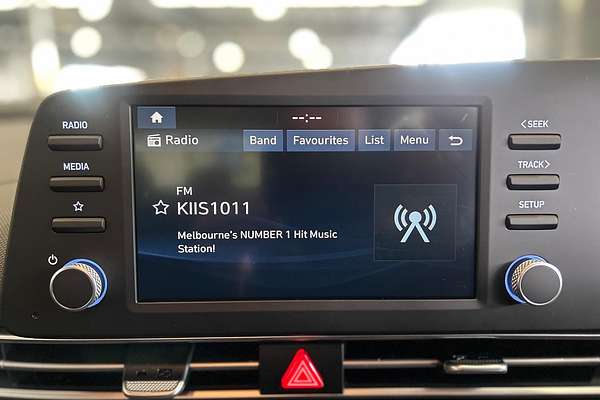 RADIO
MEDIA
--:--
Radio
Band
Favourites
List
Menu
FM
KIIS1011
Melbourne's NUMBER 1 Hit Music
Station!
<SEEK
TRACK>
SETUP